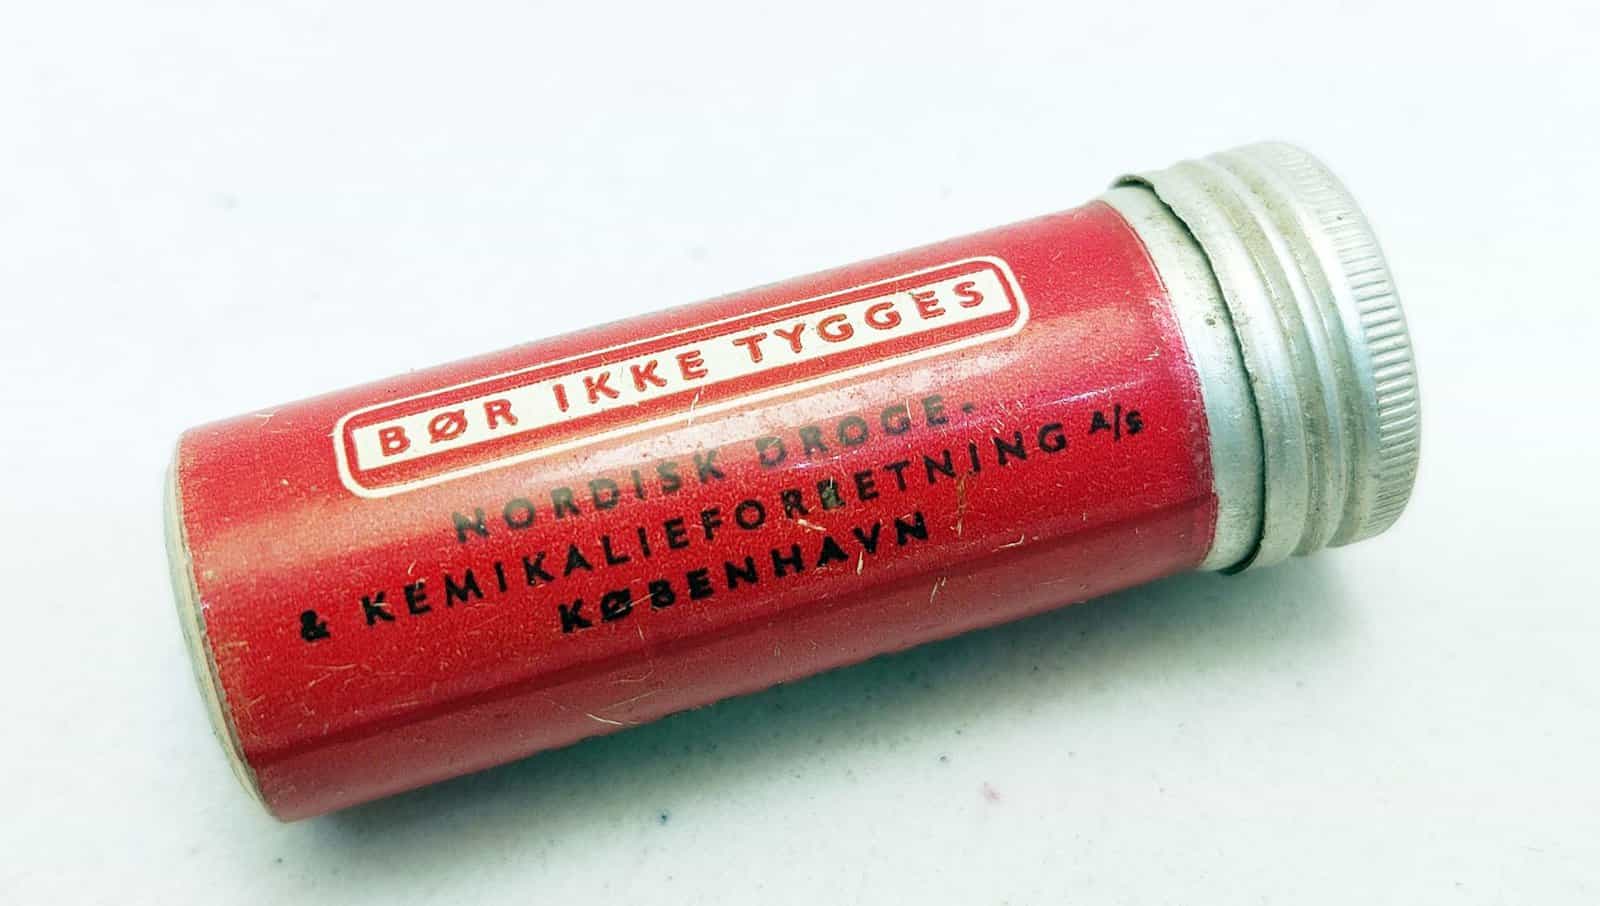 BØR IKKE TYGGES
NORDISK DROGE-
& KEMIKALIEFORRETNING A/S
KØBENHAVN